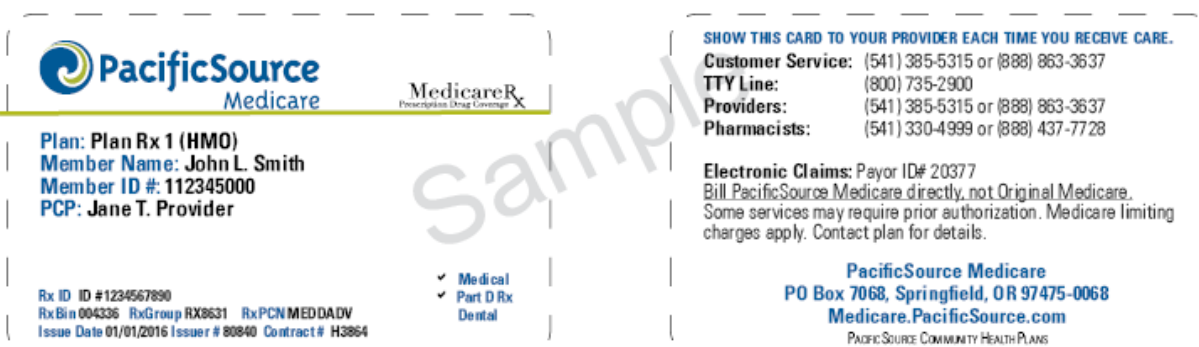 PacificSource
Medicare
MedicareRx
Prescription Drug Coverage
Plan: Plan Rx 1 (HMO)
Member Name: John L. Smith
Member ID #: 112345000
PCP: Jane T. Provider
✓ Medical
✓ Part D Rx
Dental
Rx ID ID #1234567890
RxBin 004336 RxGroup RX8631 RxPCN MEDDADV
Issue Date 01/01/2016 Issuer # 80840 Contract # H3864
Sample
SHOW THIS CARD TO YOUR PROVIDER EACH TIME YOU RECEIVE CARE.
Customer Service: (541) 385-5315 or (888) 863-3637
TTY Line: (800) 735-2900
Providers: (541) 385-5315 or (888) 863-3637
Pharmacists: (541) 330-4999 or (888) 437-7728
Electronic Claims: Payor ID# 20377
Bill PacificSource Medicare directly, not Original Medicare.
Some services may require prior authorization. Medicare limiting
charges apply. Contact plan for details.
PacificSource Medicare
PO Box 7068, Springfield, OR 97475-0068
Medicare.PacificSource.com
PACIFICSOURCE COMMUNITY HEALTH PLANS